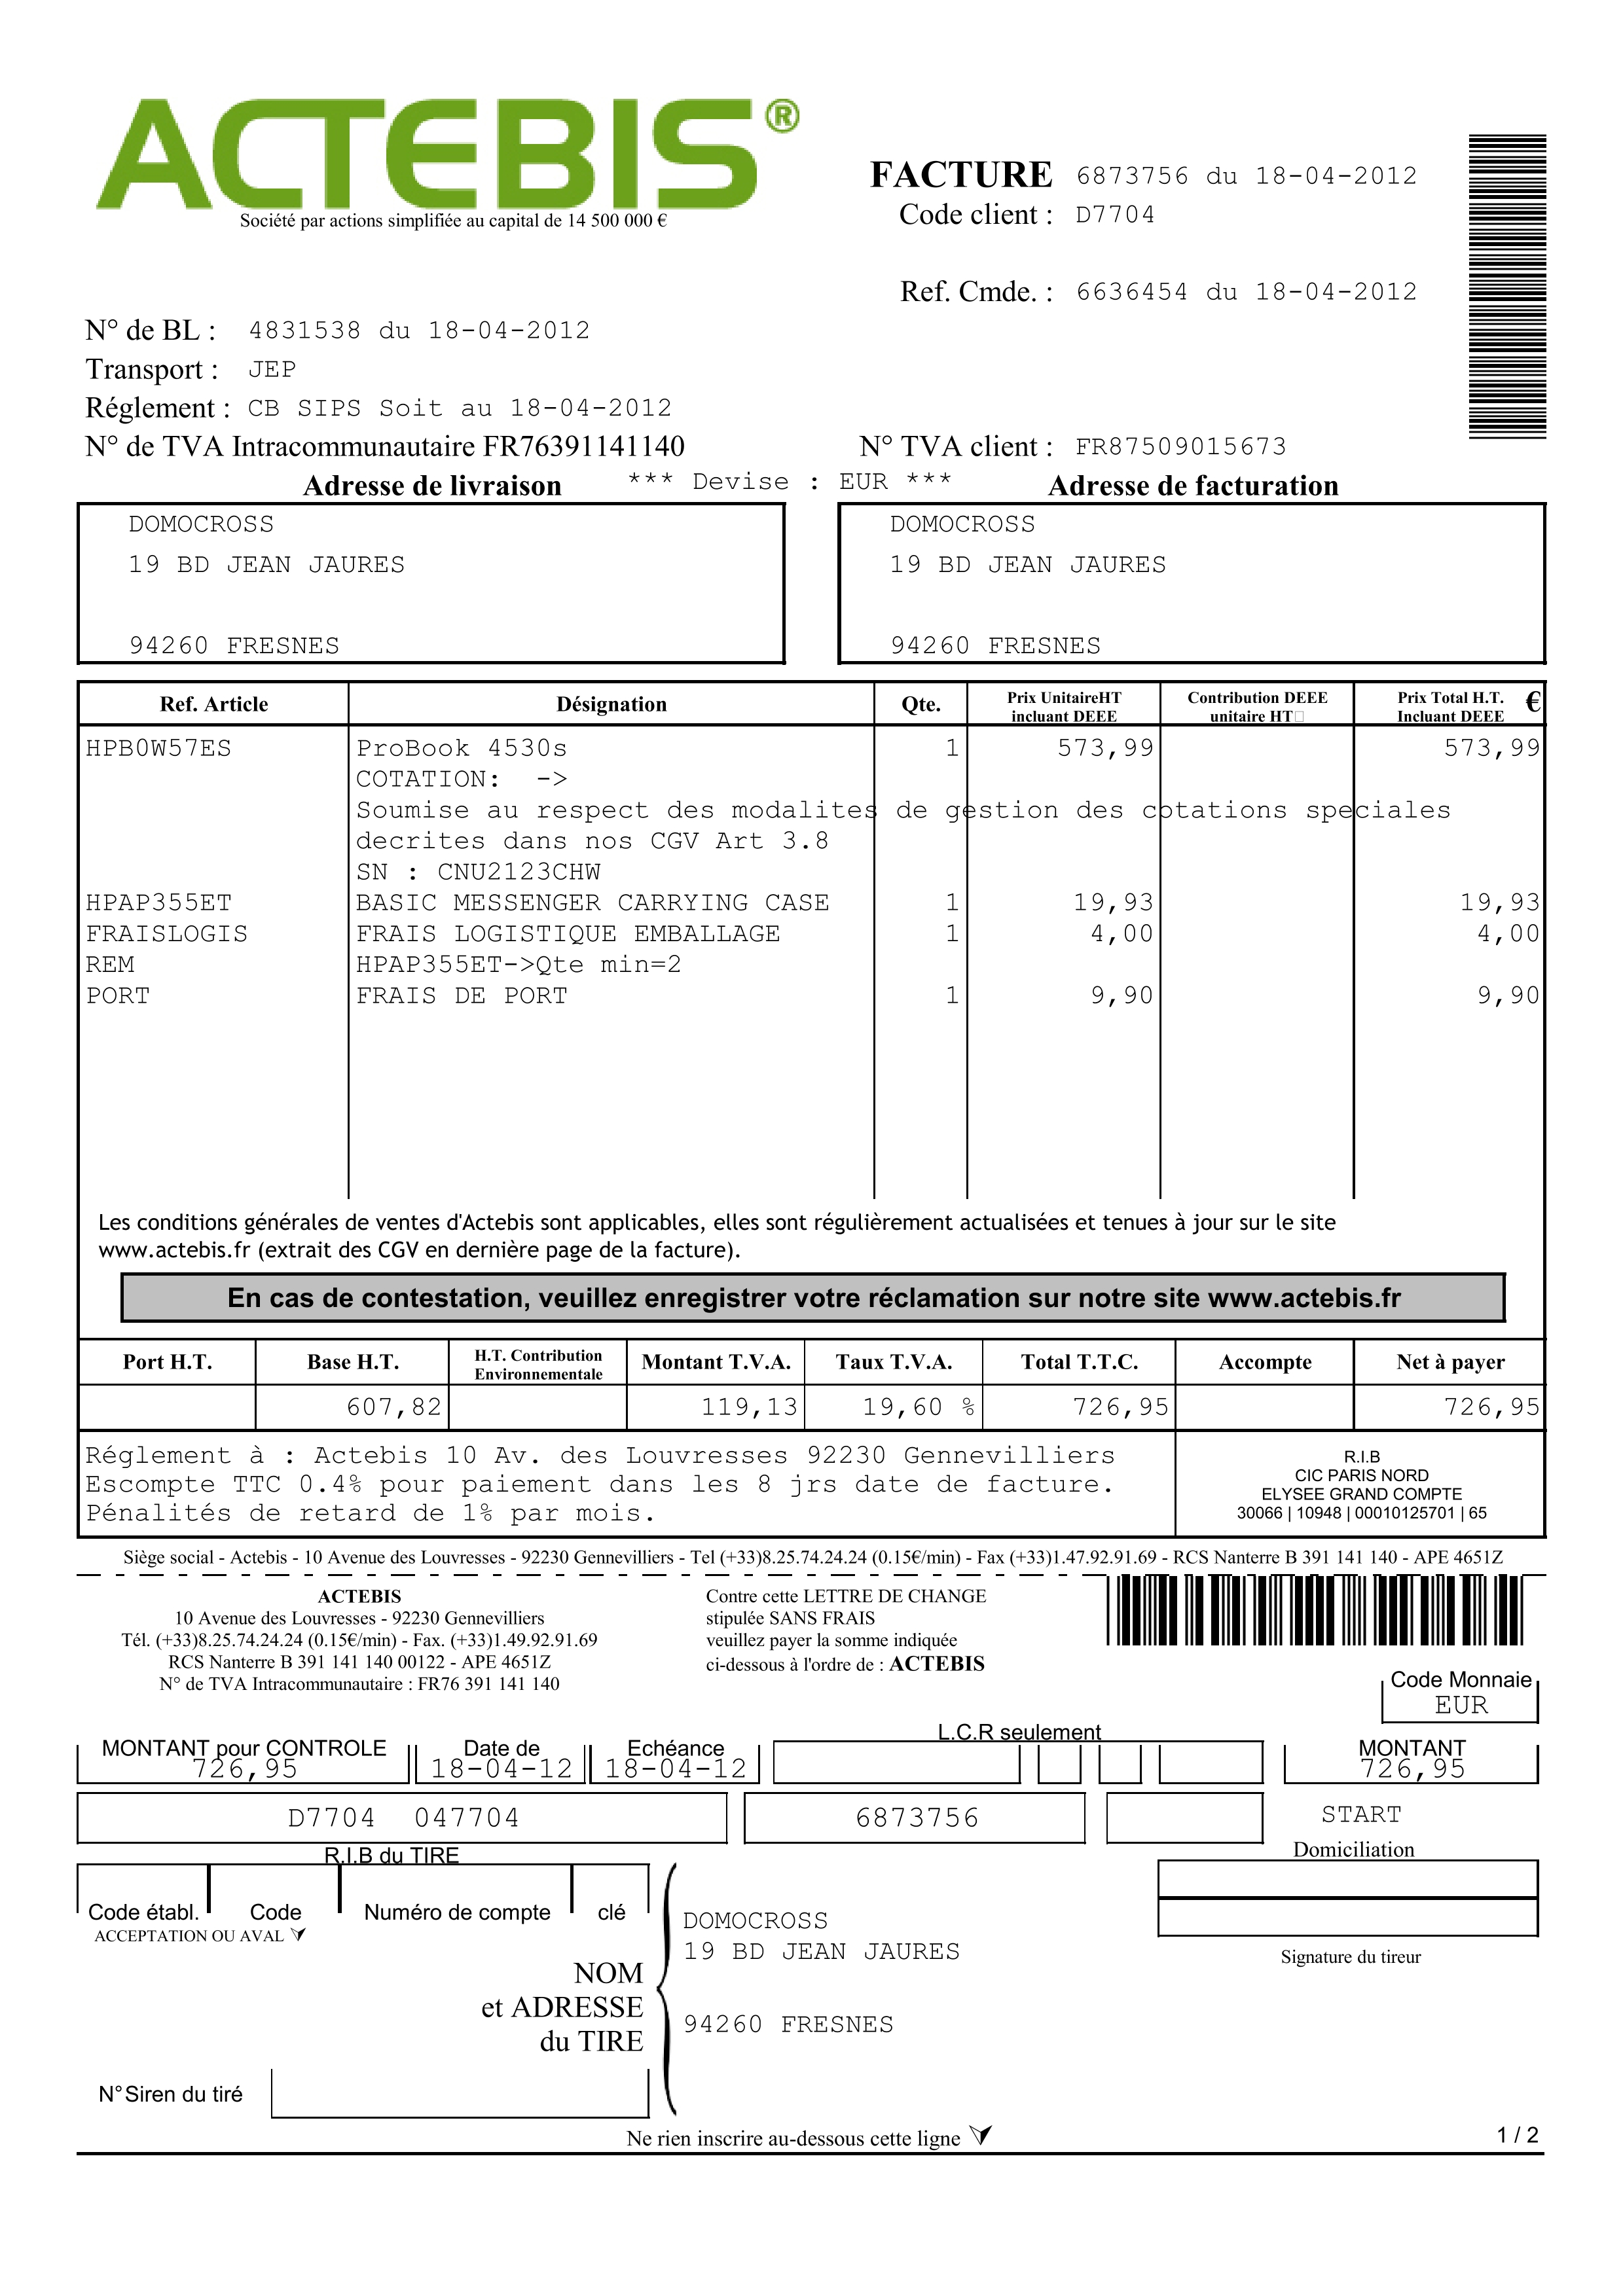 ACTEBIS®
Société par actions simplifiée au capital de 14 500 000 €
FACTURE 6873756 du 18-04-2012
Code client : D7704
Ref. Cmde. : 6636454 du 18-04-2012
N° de BL : 4831538 du 18-04-2012
Transport : JEP
Réglement : CB SIPS Soit au 18-04-2012
N° de TVA Intracommunautaire FR76391141140 N° TVA client : FR87509015673
Adresse de livraison *** Devise : EUR *** Adresse de facturation
DOMOCROSS DOMOCROSS
19 BD JEAN JAURES 19 BD JEAN JAURES
94260 FRESNES 94260 FRESNES
Ref. Article Désignation Qte. Prix UnitaireHT incluant DEEE Contribution DEEE unitaire HT Prix Total H.T. Incluant DEEE €
HPB0W57ES ProBook 4530s 1 573,99 573,99
COTATION: ->
Soumise au respect des modalites de gestion des cotations speciales
decrites dans nos CGV Art 3.8
SN : CNU2123CHW
HPAP355ET BASIC MESSENGER CARRYING CASE 1 19,93 19,93
FRAISLOGIS FRAIS LOGISTIQUE EMBALLAGE 1 4,00 4,00
REM HPAP355ET->Qte min=2
PORT FRAIS DE PORT 1 9,90 9,90
Les conditions générales de ventes d'Actebis sont applicables, elles sont régulièrement actualisées et tenues à jour sur le site
www.actebis.fr (extrait des CGV en dernière page de la facture).
En cas de contestation, veuillez enregistrer votre réclamation sur notre site www.actebis.fr
Port H.T. Base H.T. H.T. Contribution Environnementale Montant T.V.A. Taux T.V.A. Total T.T.C. Accompte Net à payer
607,82 119,13 19,60 % 726,95 726,95
Réglement à : Actebis 10 Av. des Louvresses 92230 Gennevilliers
Escompte TTC 0.4% pour paiement dans les 8 jrs date de facture.
Pénalités de retard de 1% par mois.
R.I.B
CIC PARIS NORD
ELYSEE GRAND COMPTE
30066 | 10948 | 00010125701 | 65
Siège social - Actebis - 10 Avenue des Louvresses - 92230 Gennevilliers - Tel (+33)8.25.74.24.24 (0.15€/min) - Fax (+33)1.47.92.91.69 - RCS Nanterre B 391 141 140 - APE 4651Z
ACTEBIS
10 Avenue des Louvresses - 92230 Gennevilliers
Tél. (+33)8.25.74.24.24 (0.15€/min) - Fax. (+33)1.49.92.91.69
RCS Nanterre B 391 141 140 00122 - APE 4651Z
N° de TVA Intracommunautaire : FR76 391 141 140
Contre cette LETTRE DE CHANGE
stipulée SANS FRAIS
veuillez payer la somme indiquée
ci-dessous à l'ordre de : ACTEBIS
Code Monnaie
EUR
L.C.R seulement
MONTANT pour CONTROLE Date de Echéance MONTANT
726,95 18-04-12 18-04-12 726,95
D7704 047704 6873756 START
R.I.B du TIRE Domiciliation
Code établ. Code Numéro de compte clé
ACCEPTATION OU AVAL
DOMOCROSS
19 BD JEAN JAURES
94260 FRESNES
Signature du tireur
NOM
et ADRESSE
du TIRE
N° Siren du tiré
Ne rien inscrire au-dessous cette ligne
1 / 2